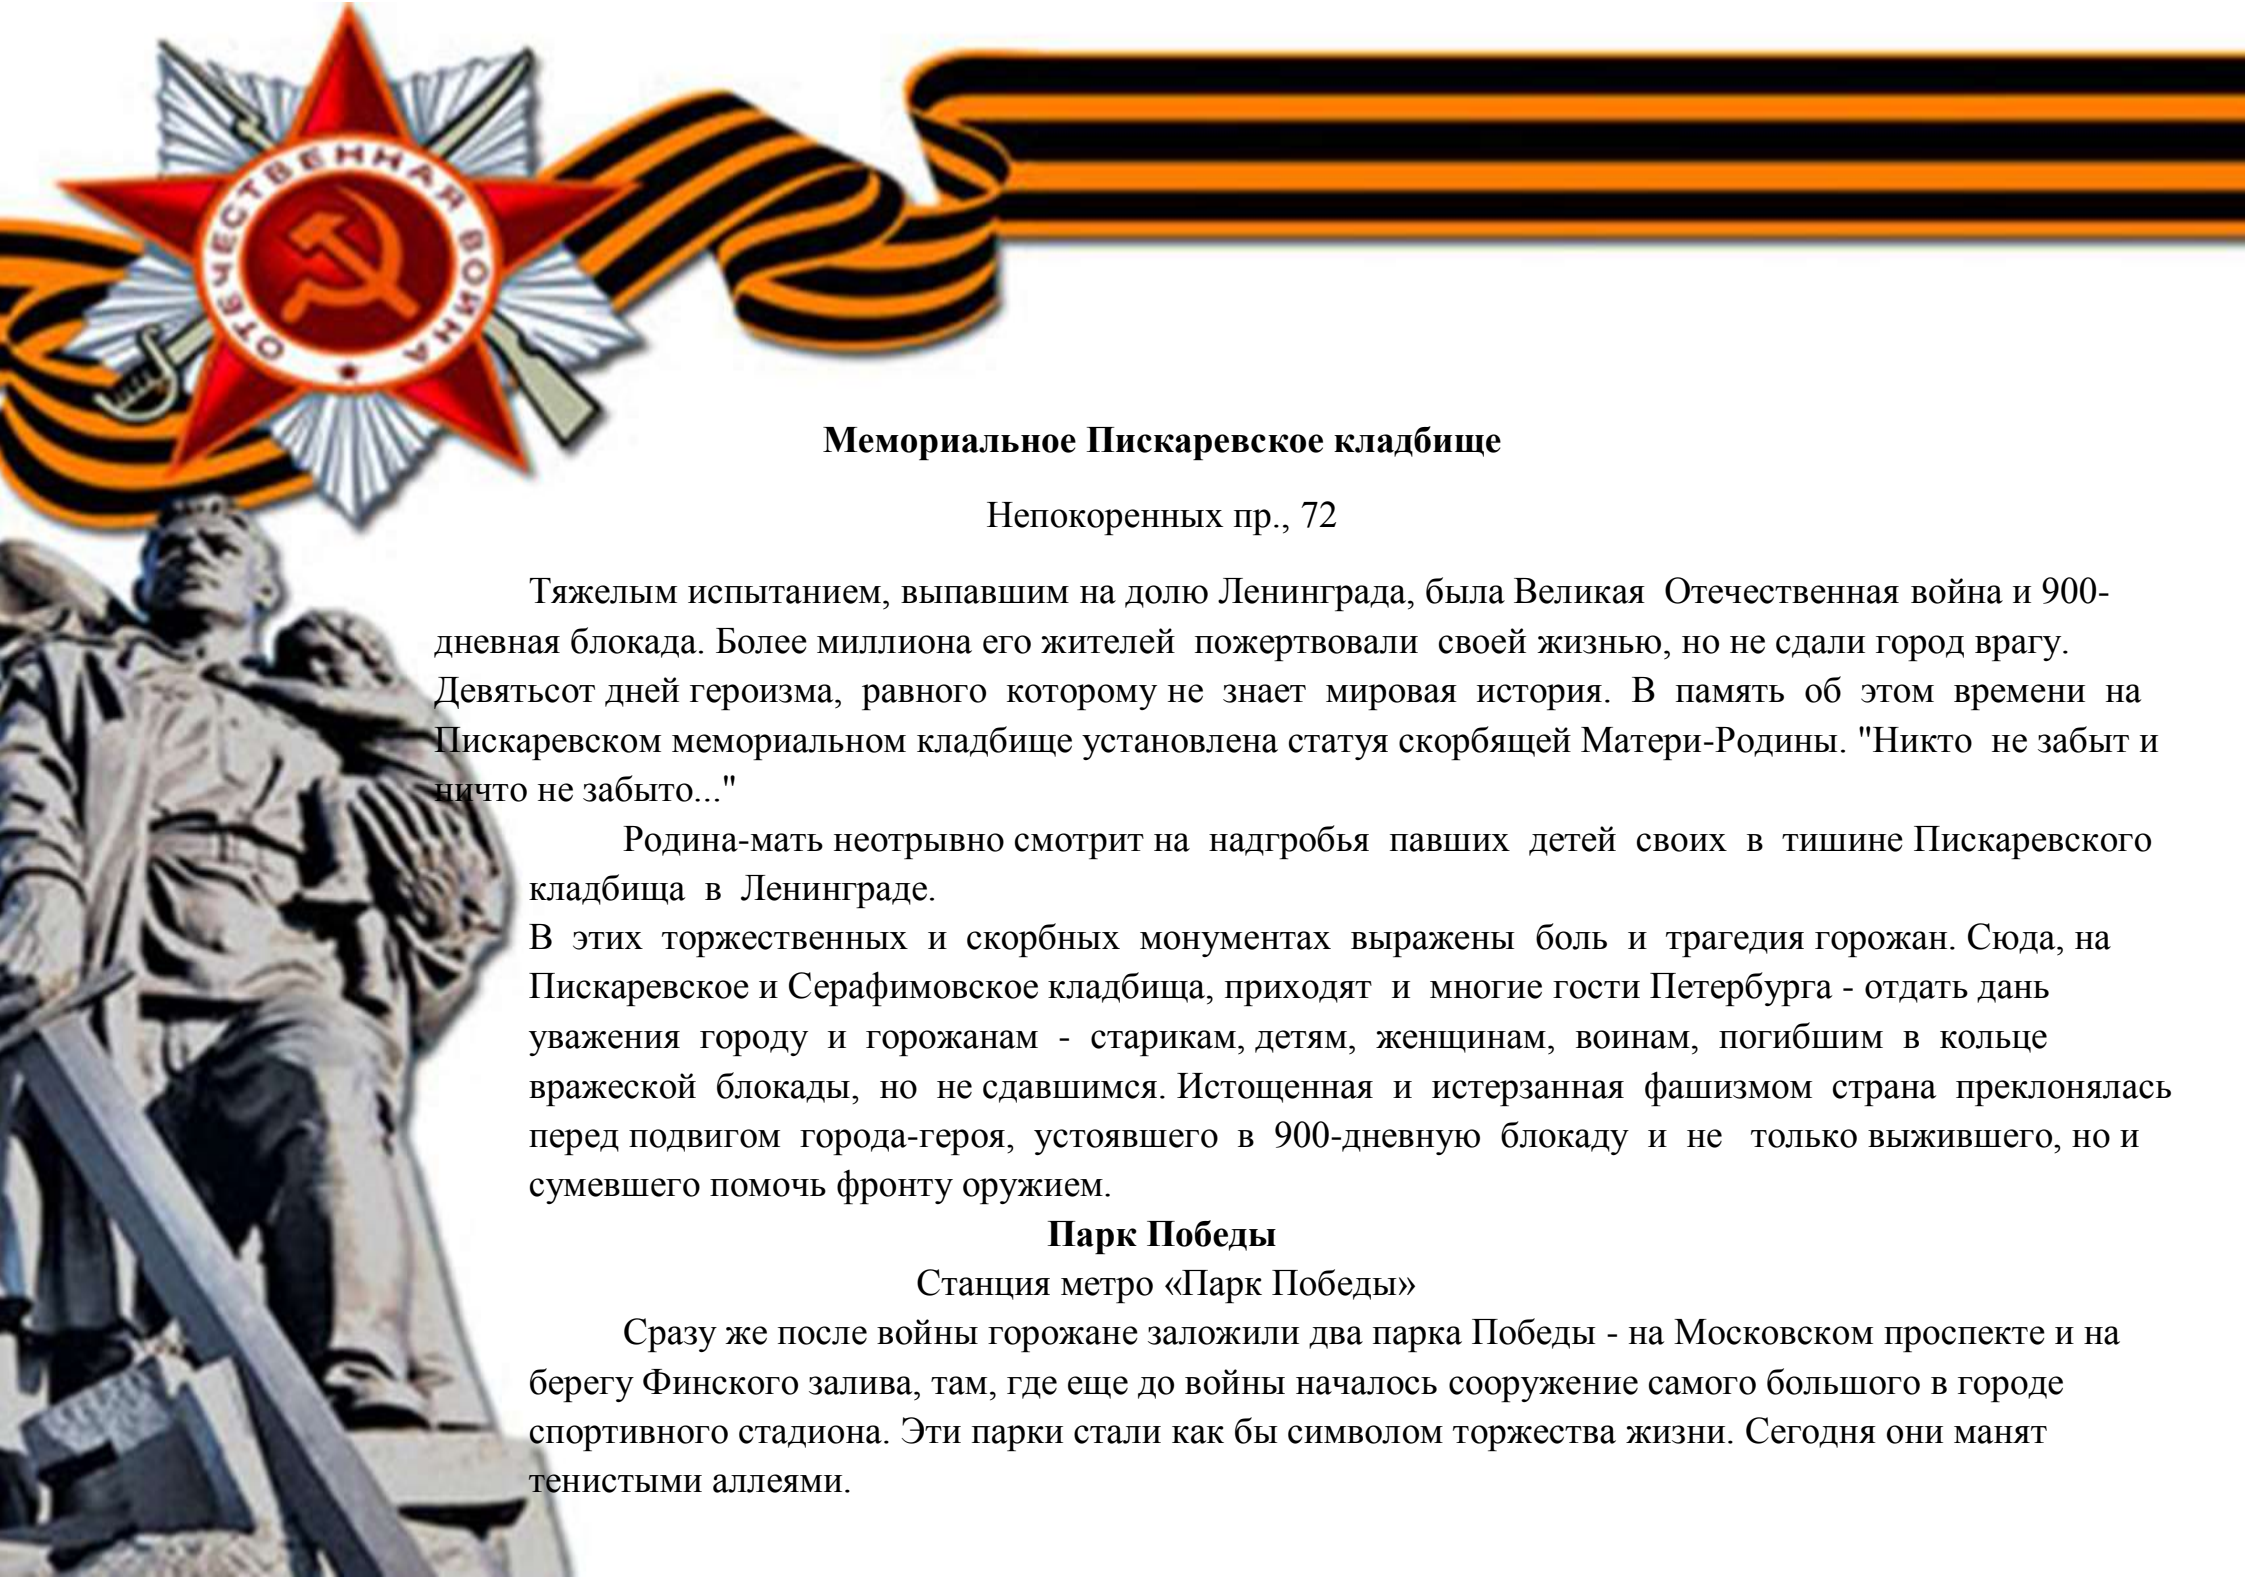 ОТЕЧЕСТВЕННАЯ ВОЙНА
Мемориальное Пискаревское кладбище
Непокоренных пр., 72
Тяжелым испытанием, выпавшим на долю Ленинграда, была Великая Отечественная война и 900-
дневная блокада. Более миллиона его жителей пожертвовали своей жизнью, но не сдали город врагу.
Девятьсот дней героизма, равного которому не знает мировая история. В память об этом времени на
Пискаревском мемориальном кладбище установлена статуя скорбящей Матери-Родины. "Никто не забыт и
ничто не забыто..."
Родина-мать неотрывно смотрит на надгробья павших детей своих в тишине Пискаревского
кладбища в Ленинграде.
В этих торжественных и скорбных монументах выражены боль и трагедия горожан. Сюда, на
Пискаревское и Серафимовское кладбища, приходят и многие гости Петербурга - отдать дань
уважения городу и горожанам - старикам, детям, женщинам, воинам, погибшим в кольце
вражеской блокады, но не сдавшимся. Истощенная и истерзанная фашизмом страна преклонялась
перед подвигом города-героя, устоявшего в 900-дневную блокаду и не только выжившего, но и
сумевшего помочь фронту оружием.
Парк Победы
Станция метро «Парк Победы»
Сразу же после войны горожане заложили два парка Победы - на Московском проспекте и на
берегу Финского залива, там, где еще до войны началось сооружение самого большого в городе
спортивного стадиона. Эти парки стали как бы символом торжества жизни. Сегодня они манят
тенистыми аллеями.